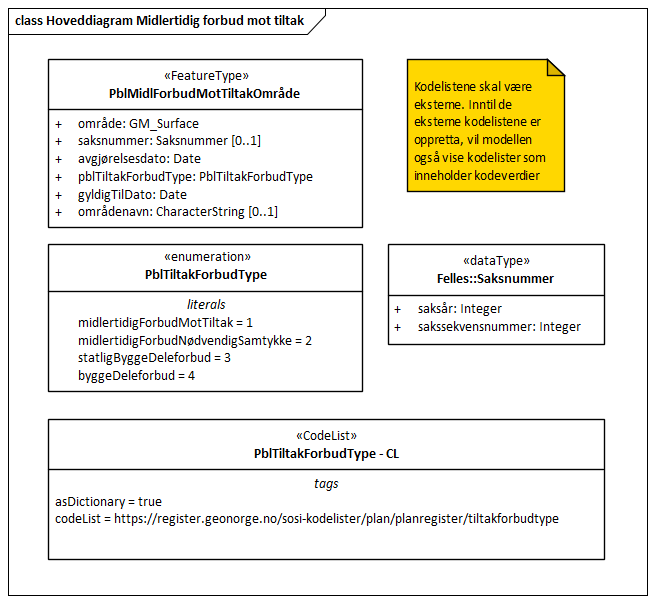 class Hoveddiagram Midlertidig forbud mot tiltak
«FeatureType»
PblMidlForbudMotTiltakOmråde
+ område: GM_Surface
+ saksnummer: Saksnummer [0..1]
+ avgjørelsesdato: Date
+ pblTiltakForbudType: PblTiltakForbudType
+ gyldigTilDato: Date
+ områdenavn: CharacterString [0..1]
Kodelistene skal være
eksterne. Inntil de
eksterne kodelistene er
oppretta, vil modellen
også vise kodelister som
inneholder kodeverdier
«enumeration»
PblTiltakForbudType
literals
midlertidigForbudMotTiltak = 1
midlertidigForbudNødvendigSamtykke = 2
statligByggeDeleforbud = 3
byggeDeleforbud = 4
«dataType»
Felles::Saksnummer
+ saksår: Integer
+ sakssekvensnummer: Integer
«CodeList»
PblTiltakForbudType - CL
tags
asDictionary = true
codeList = https://register.geonorge.no/sosi-kodelister/plan/planregister/tiltakforbudtype